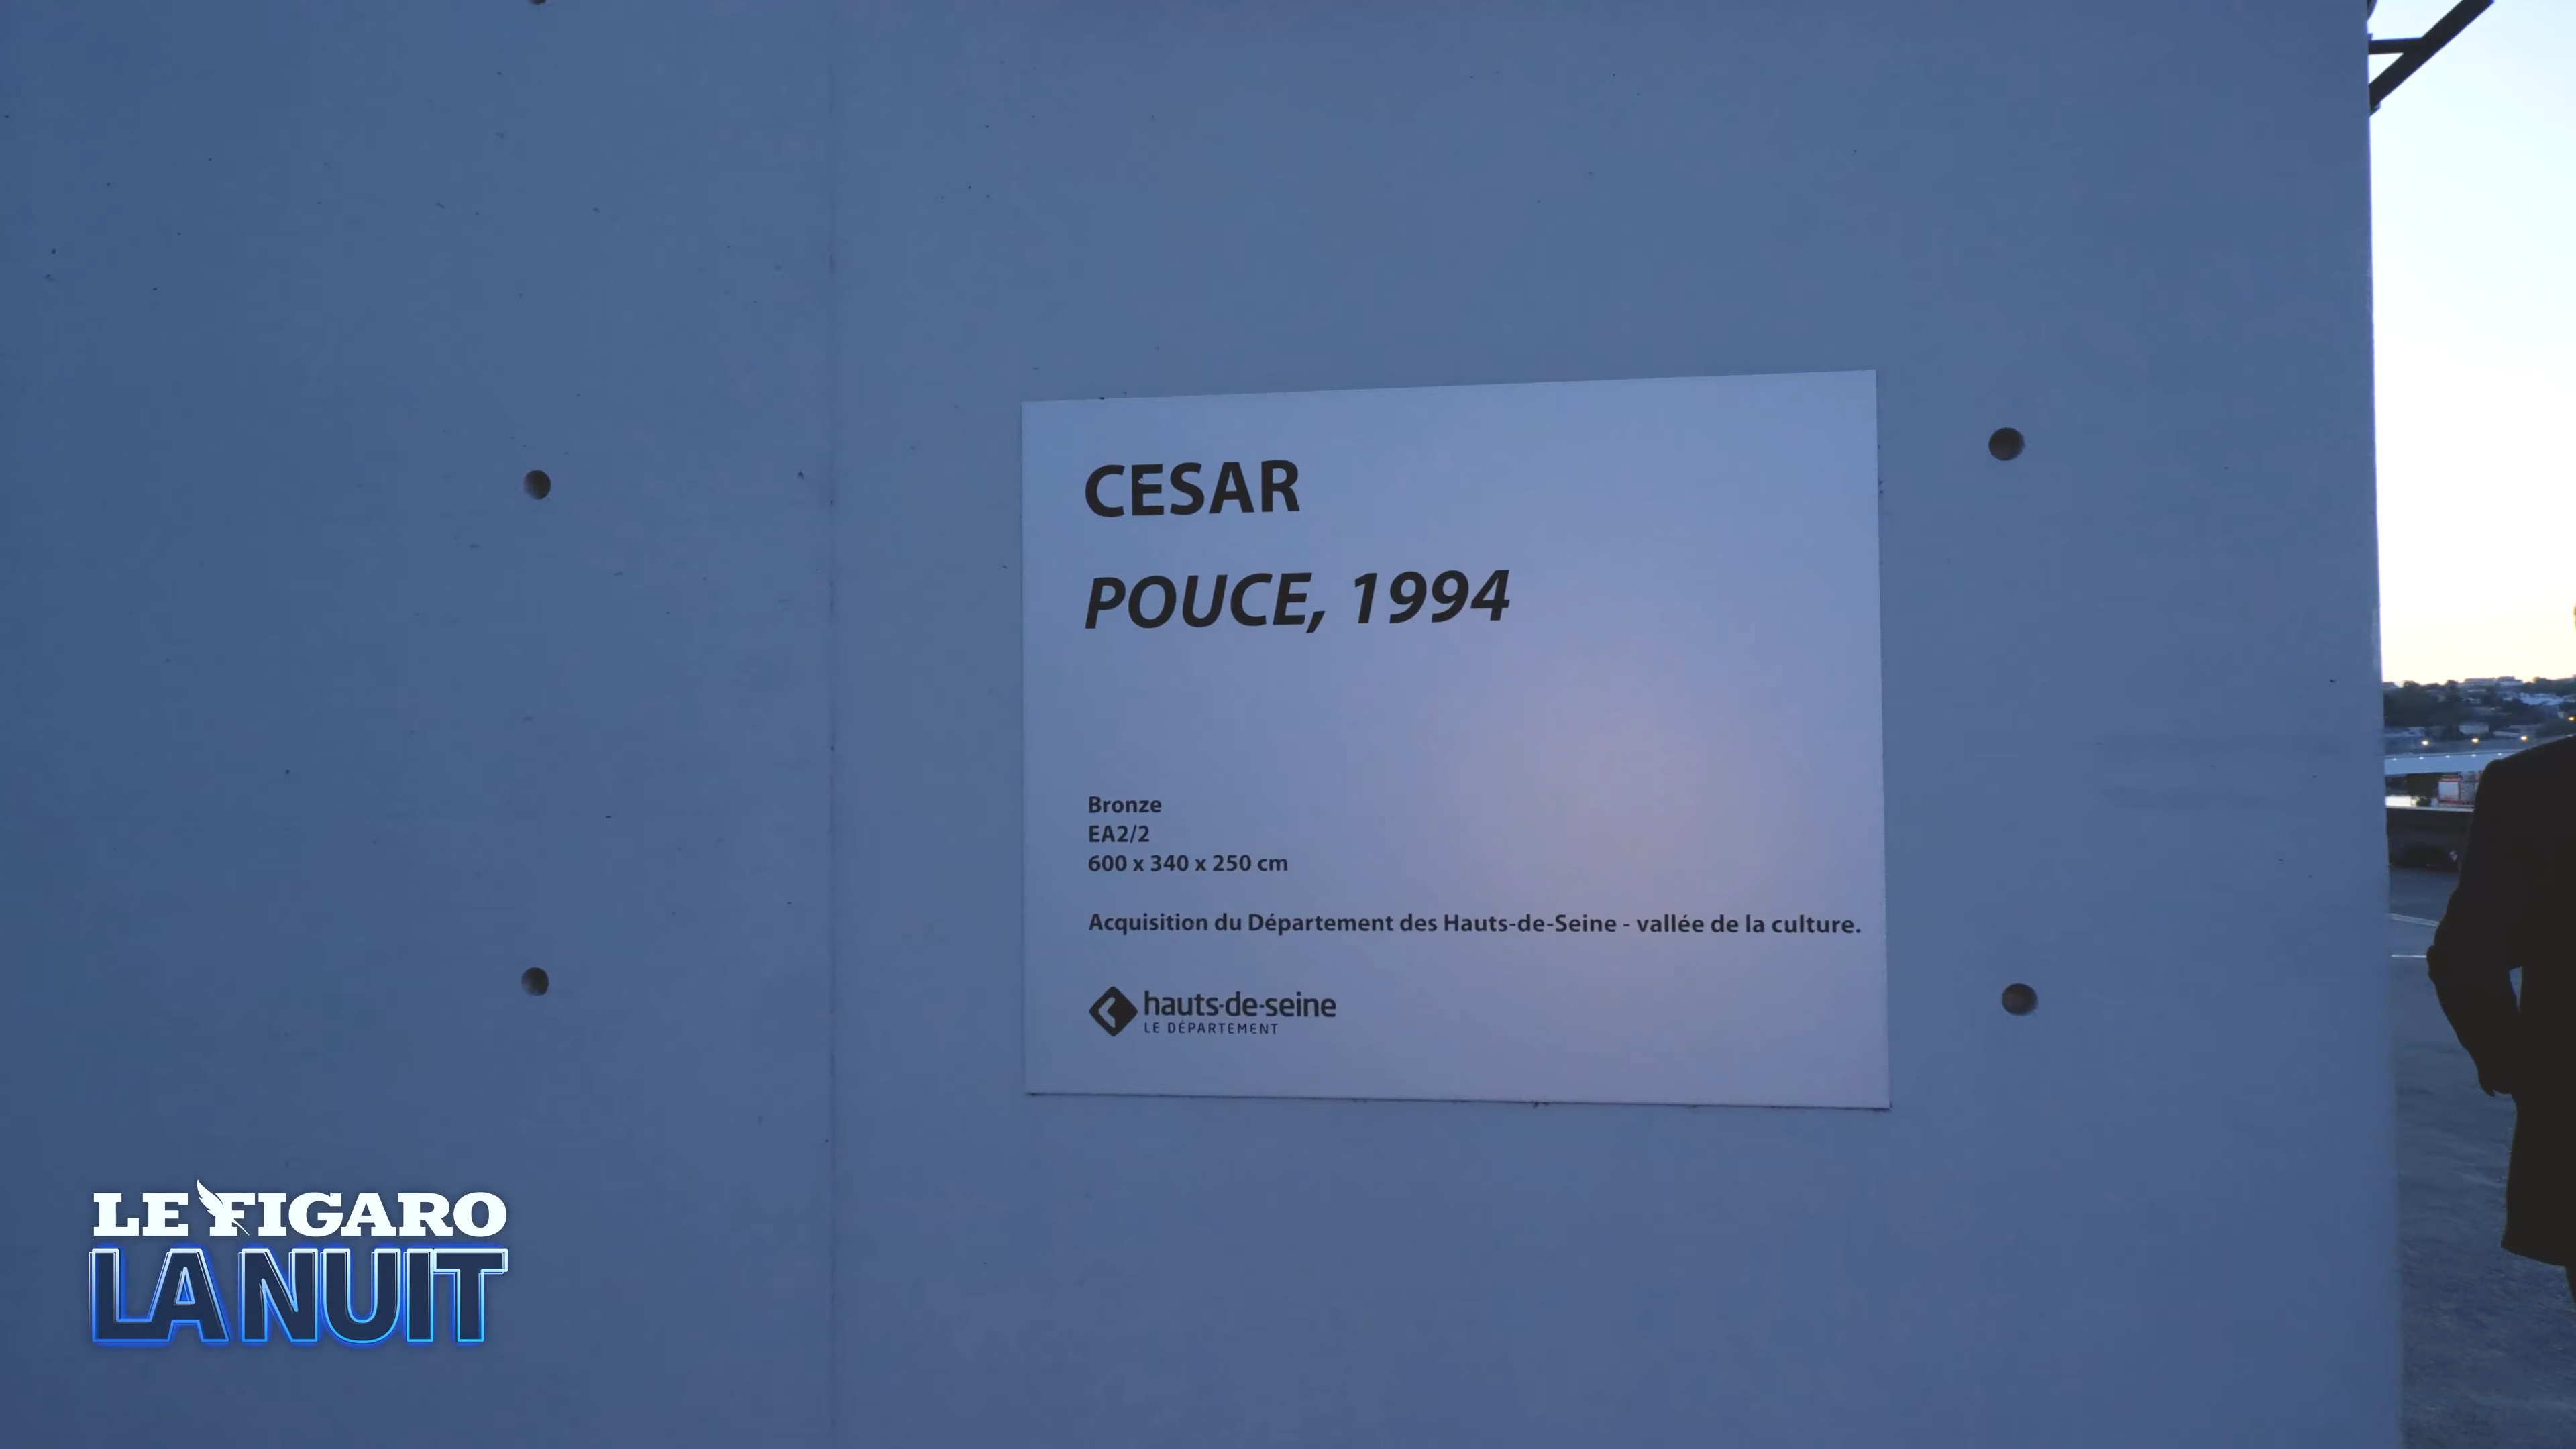 CESAR
POUCE, 1994
Bronze
EA2/2
600 x 340 x 250 cm
Acquisition du Département des Hauts-de-Seine - vallée de la culture.
hauts-de-seine
LE DÉPARTEMENT
LE FIGARO
LA NUIT